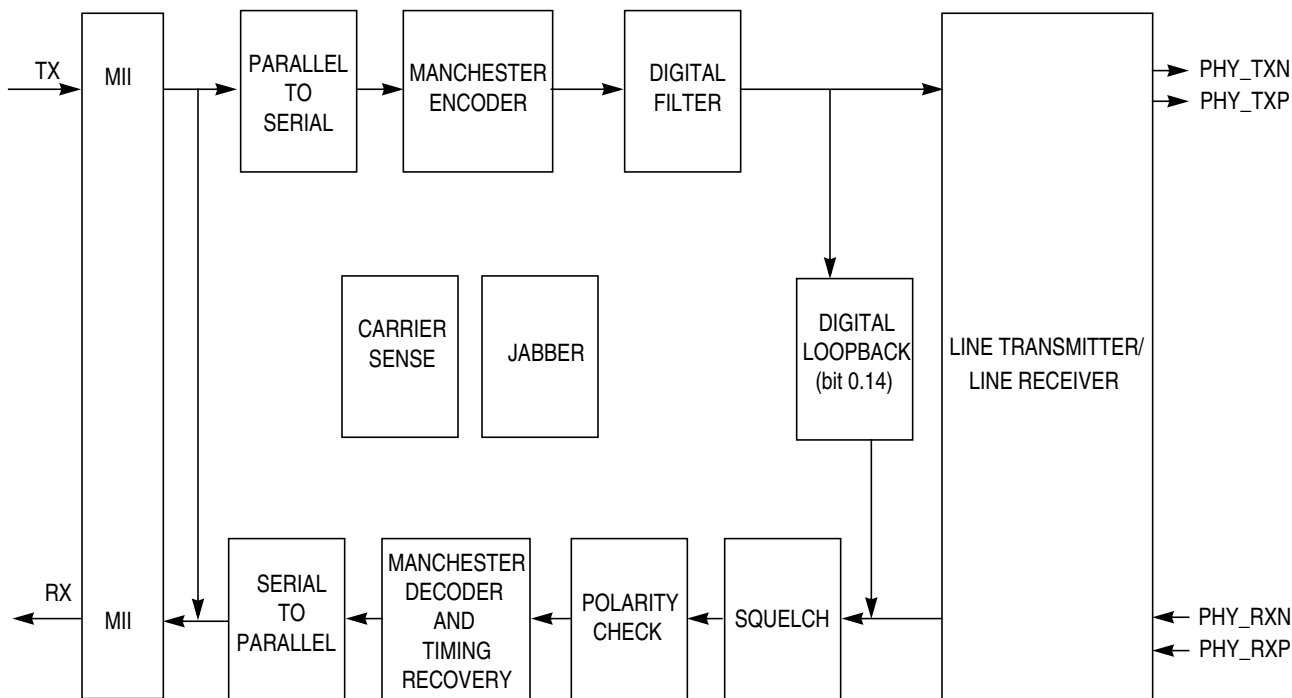 TX
MII
PARALLEL
TO
SERIAL
MANCHESTER
ENCODER
DIGITAL
FILTER
PHY_TXN
PHY_TXP
CARRIER
SENSE
JABBER
DIGITAL
LOOPBACK
(bit 0.14)
LINE TRANSMITTER/
LINE RECEIVER
RX
MII
SERIAL
TO
PARALLEL
MANCHESTER
DECODER
AND
TIMING
RECOVERY
POLARITY
CHECK
SQUELCH
PHY_RXN
PHY_RXP